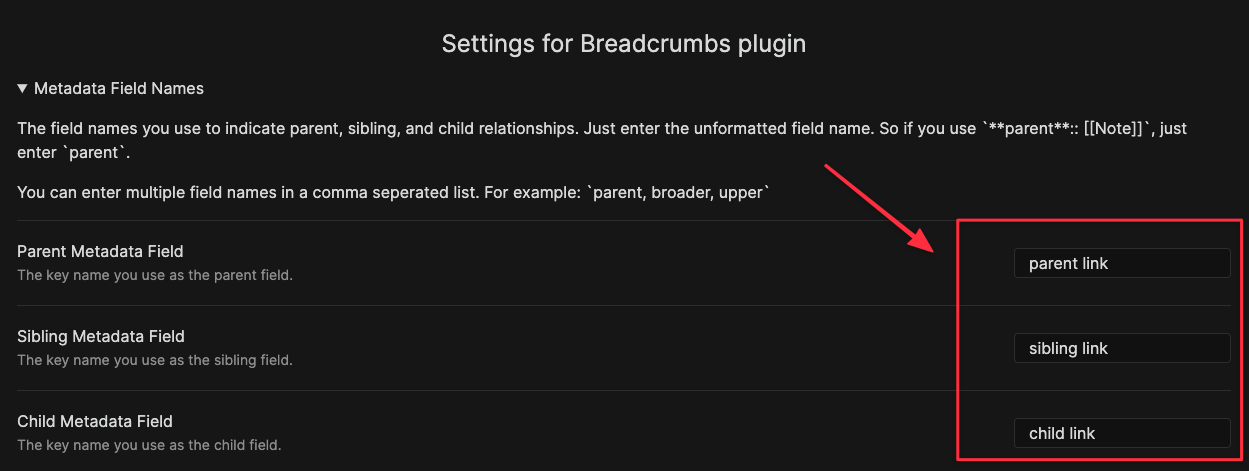 Settings for Breadcrumbs plugin
▼ Metadata Field Names
The field names you use to indicate parent, sibling, and child relationships. Just enter the unformatted field name. So if you use `**parent**:: [[Note]]`, just
enter `parent`.
You can enter multiple field names in a comma seperated list. For example: `parent, broader, upper`
Parent Metadata Field
The key name you use as the parent field.
parent link
Sibling Metadata Field
The key name you use as the sibling field.
sibling link
Child Metadata Field
The key name you use as the child field.
child link